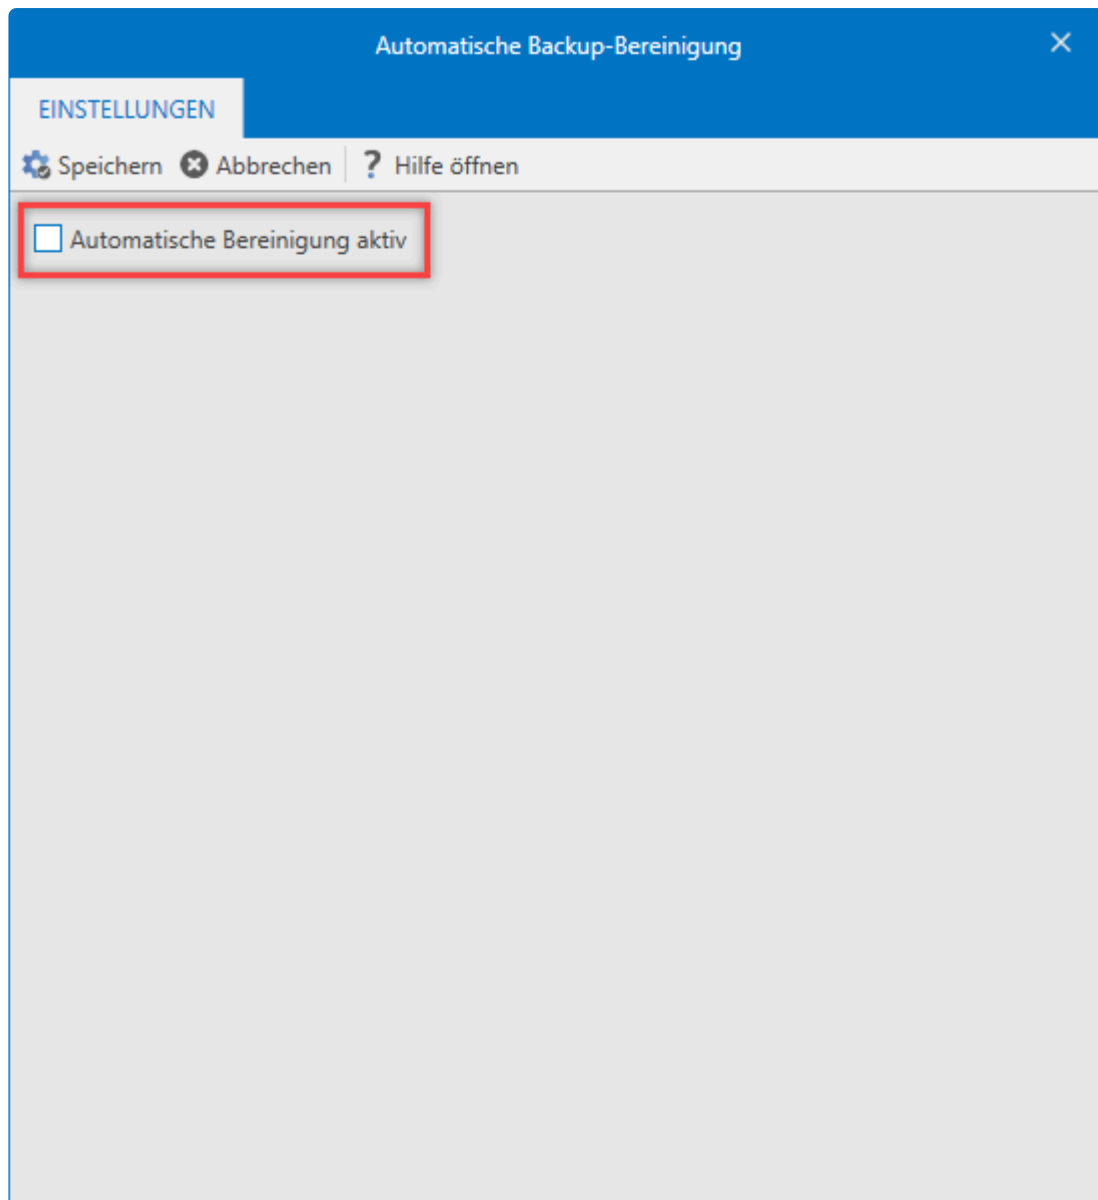 Automatische Backup-Bereinigung
EINSTELLUNGEN
Speichern Abbrechen ? Hilfe öffnen
Automatische Bereinigung aktiv